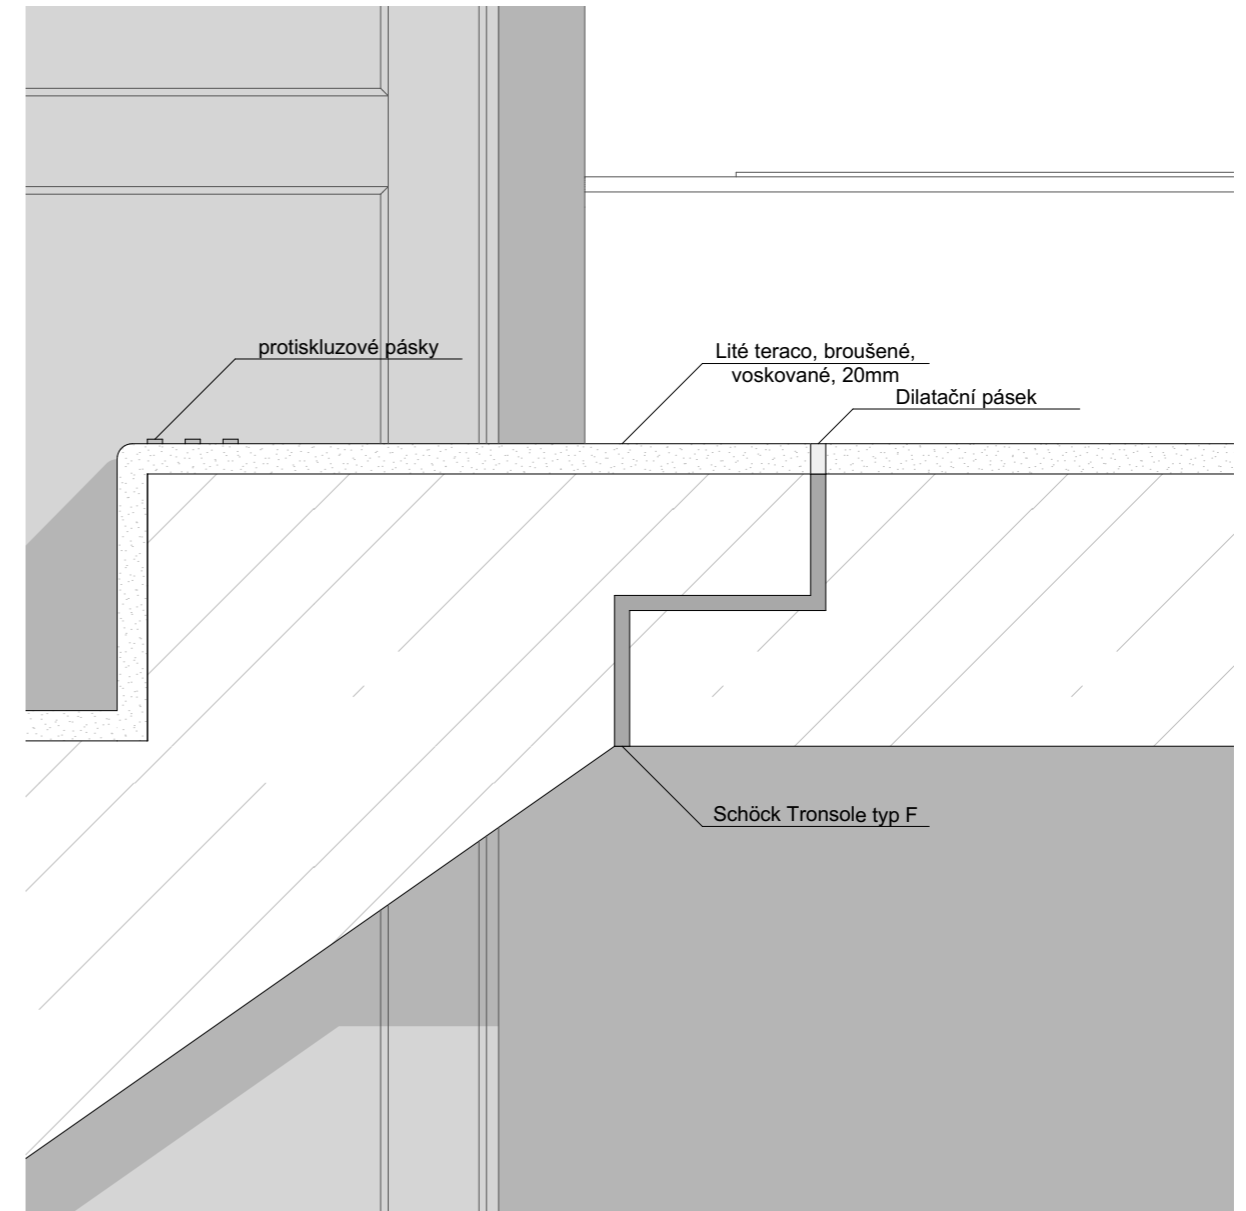 protiskluzové pásky
Lité teraco, broušené,
voskované, 20mm
Dilatační pásek
Schöck Tronsole typ F